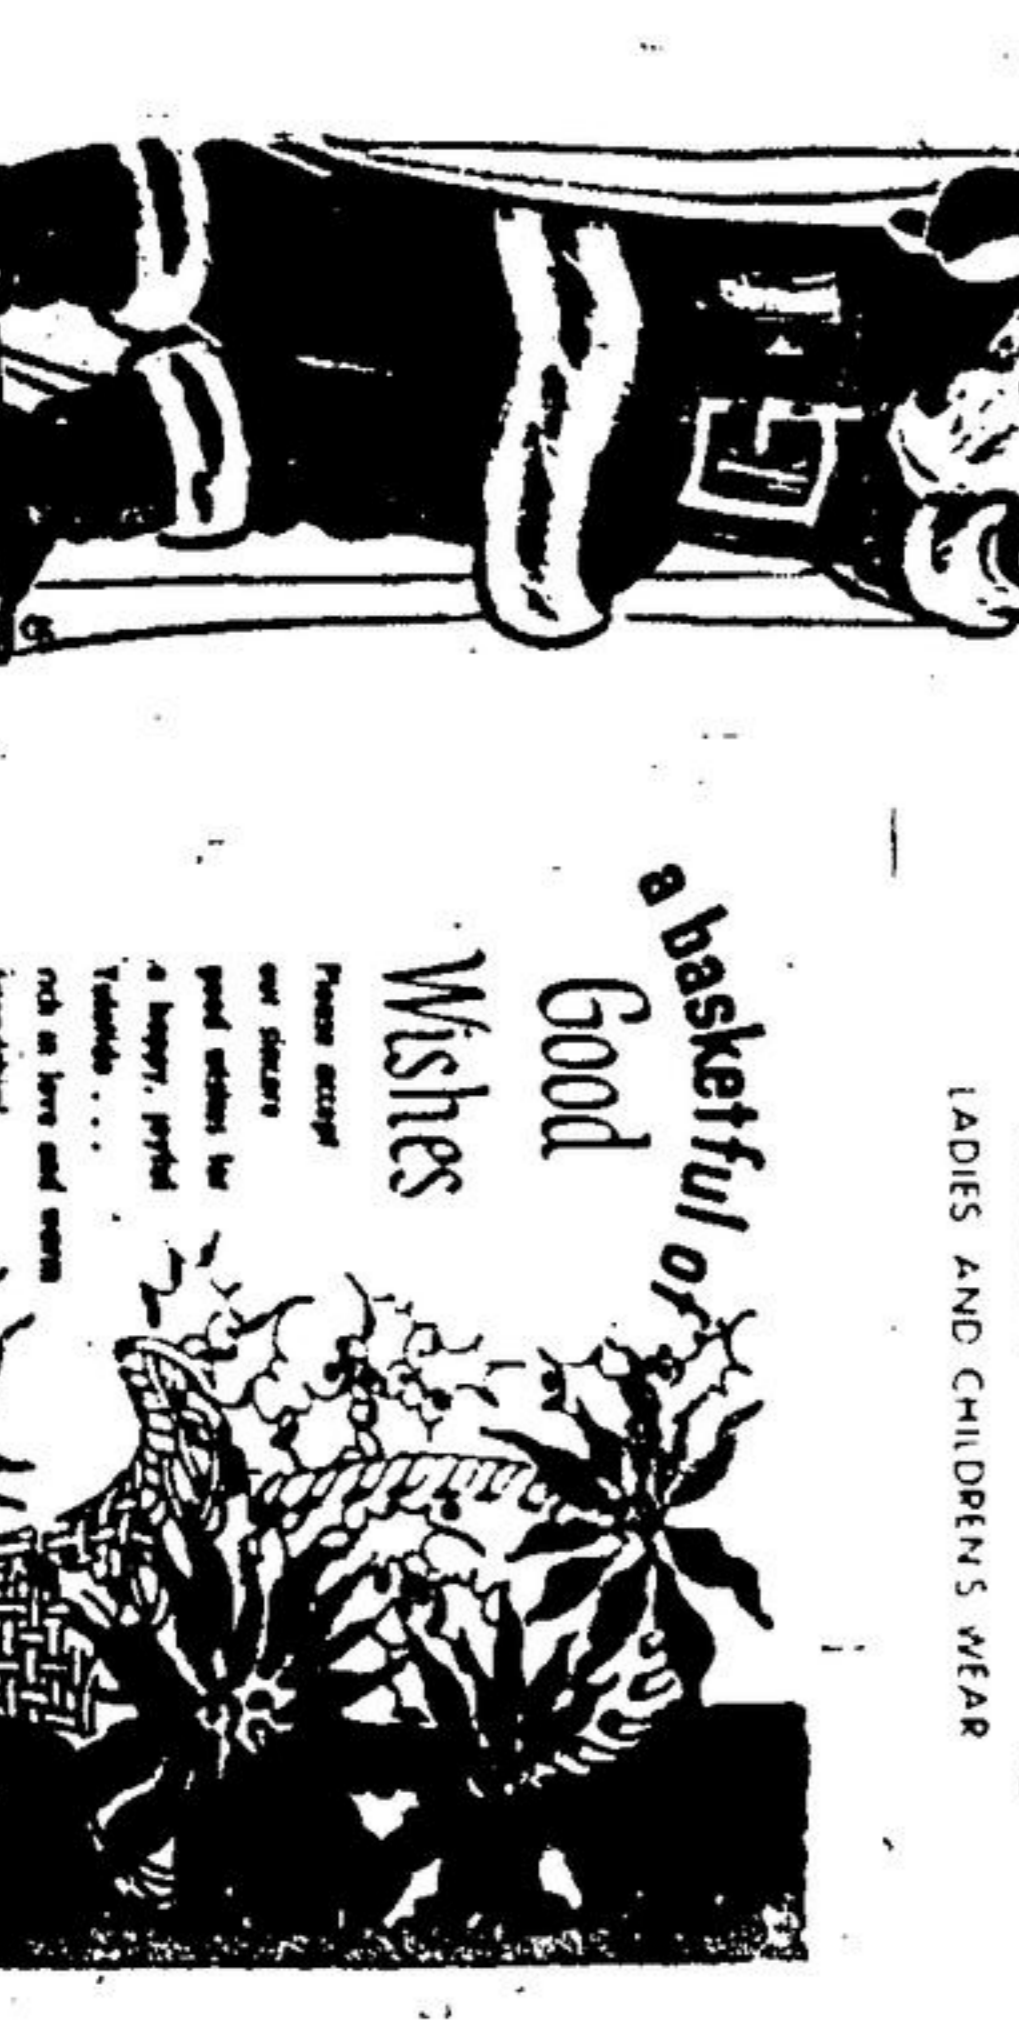 LADIES AND CHILDREN'S WEAR
a basketful of
Good
Wishes
Please accept
our sincere
good wishes for
a happy, joyful
Yuletide . . .
rich in love and warm